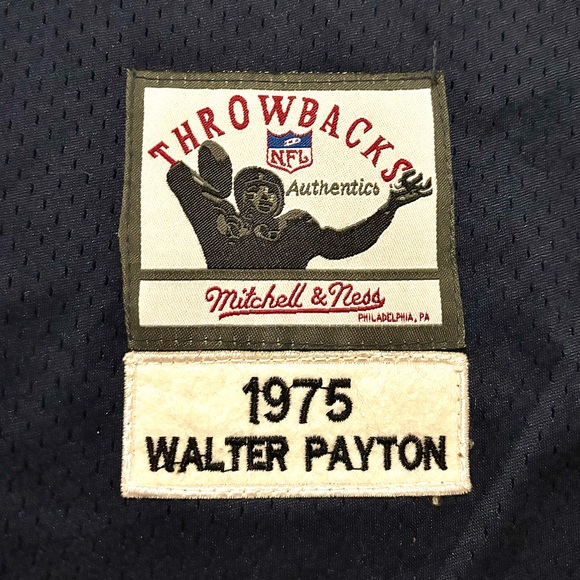 THROWBACKS
NFL
Authentics
Mitchell & Ness
PHILADELPHIA, PA
1975
WALTER PAYTON